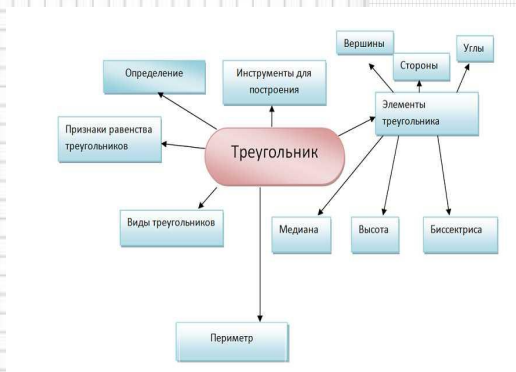 Вершины
Углы
Стороны
Определение
Инструменты для
построения
Элементы
треугольника
Признаки равенства
треугольников
Треугольник
Виды треугольников
Медиана
Высота
Биссектриса
Периметр